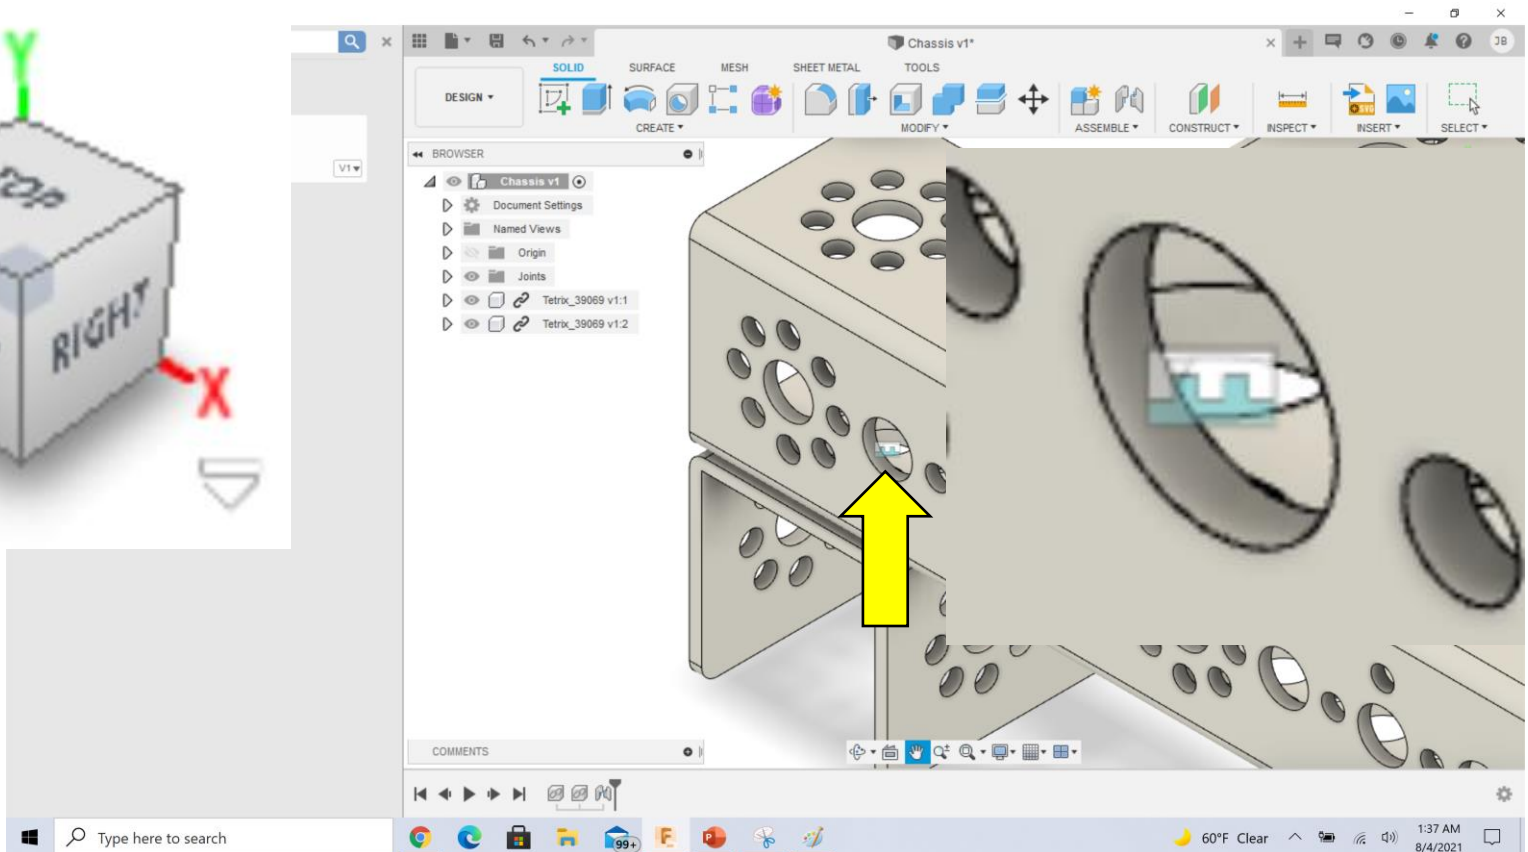 Y
TOP
RIGHT
X
V1
Chassis v1*
JB
SOLID
SURFACE
MESH
SHEET METAL
TOOLS
DESIGN
CREATE
MODIFY
ASSEMBLE
CONSTRUCT
INSPECT
INSERT
SELECT
SVG
BROWSER
Chassis v1
Document Settings
Named Views
Origin
Joints
Tetrix_39069 v1:1
Tetrix_39069 v1:2
COMMENTS
Type here to search
99+
F
P
60°F Clear
1:37 AM
8/4/2021